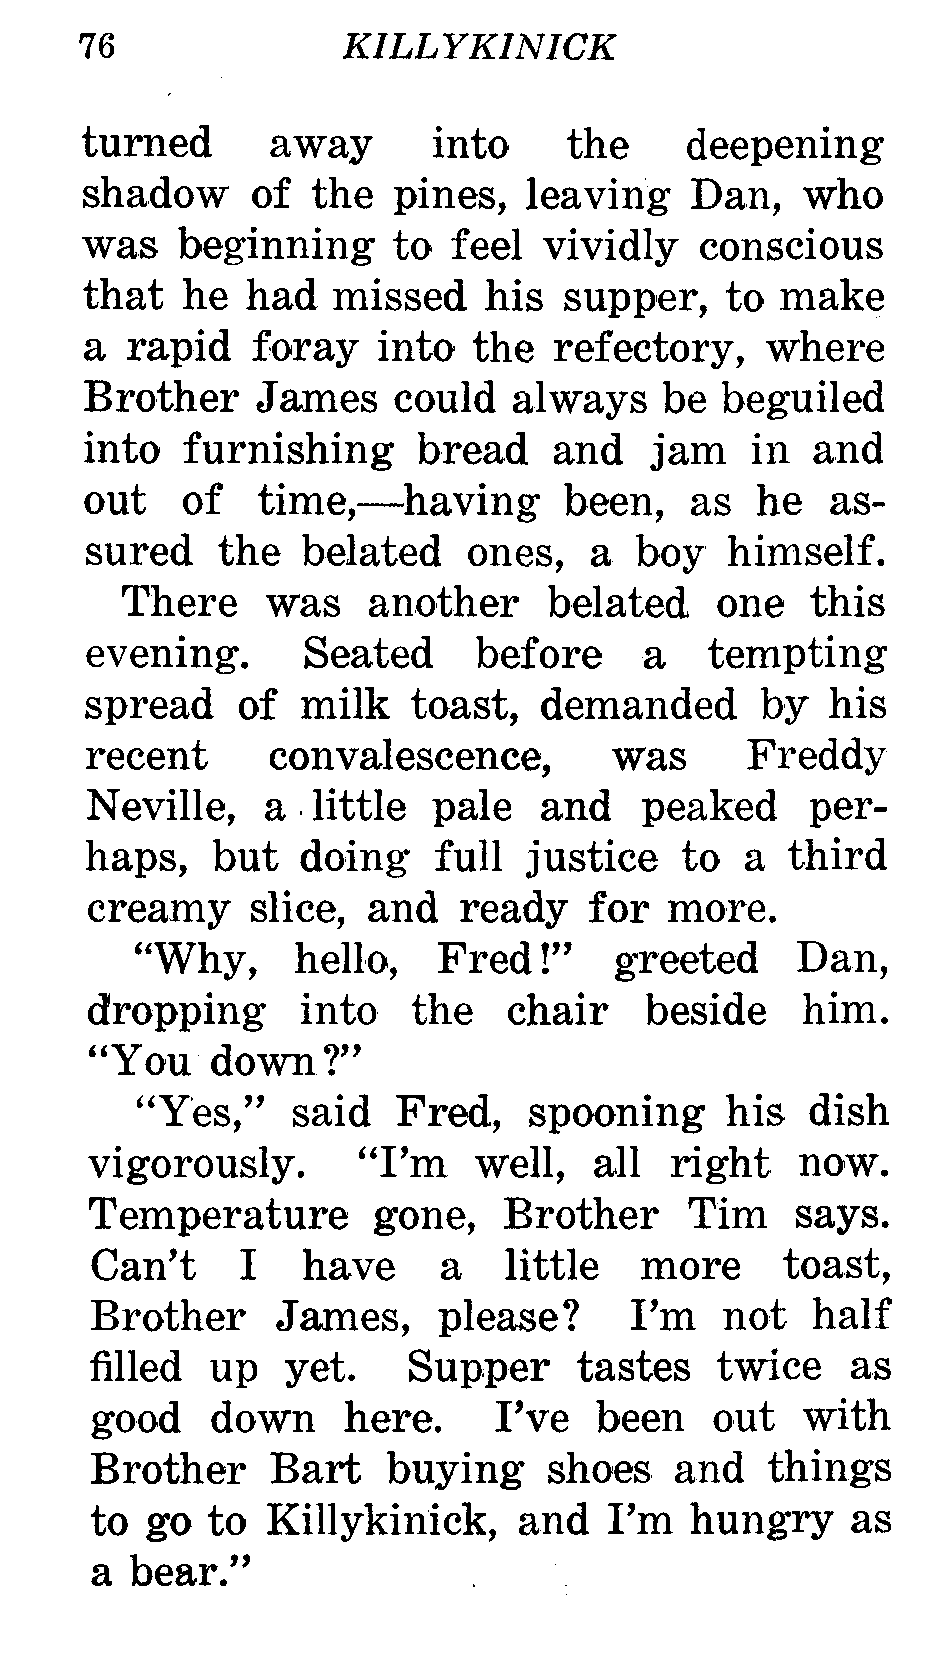 76 KILLYKINICK
turned away into the deepening
shadow of the pines, leaving Dan, who
was beginning to feel vividly conscious
that he had missed his supper, to make
a rapid foray into the refectory, where
Brother James could always be beguiled
into furnishing bread and jam in and
out of time,—having been, as he as-
sured the belated ones, a boy himself.
There was another belated one this
evening. Seated before a tempting
spread of milk toast, demanded by his
recent convalescence, was Freddy
Neville, a little pale and peaked per-
haps, but doing full justice to a third
creamy slice, and ready for more.
“Why, hello, Fred!” greeted Dan,
dropping into the chair beside him.
“You down?”
“Yes,” said Fred, spooning his dish
vigorously. “I’m well, all right now.
Temperature gone, Brother Tim says.
Can’t I have a little more toast,
Brother James, please? I’m not half
filled up yet. Supper tastes twice as
good down here. I’ve been out with
Brother Bart buying shoes and things
to go to Killykinick, and I’m hungry as
a bear.”